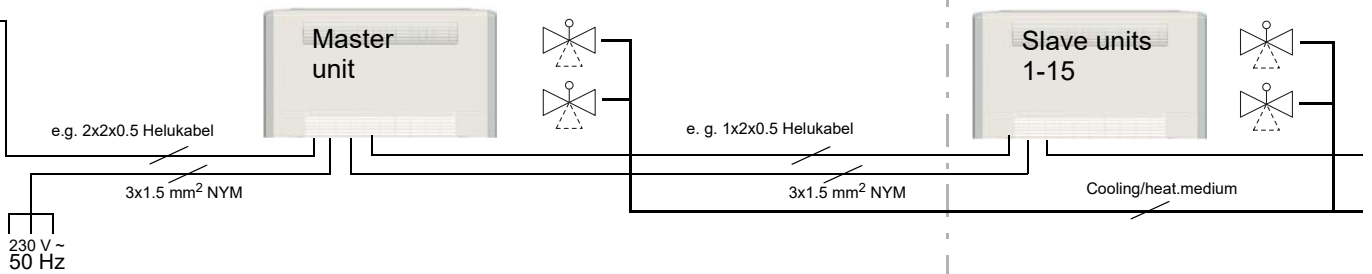 Master
unit
Slave units
1-15
e.g. 2x2x0.5 Helukabel
e. g. 1x2x0.5 Helukabel
3x1.5 mm² NYM
3x1.5 mm² NYM
Cooling/heat.medium
230 V ~
50 Hz